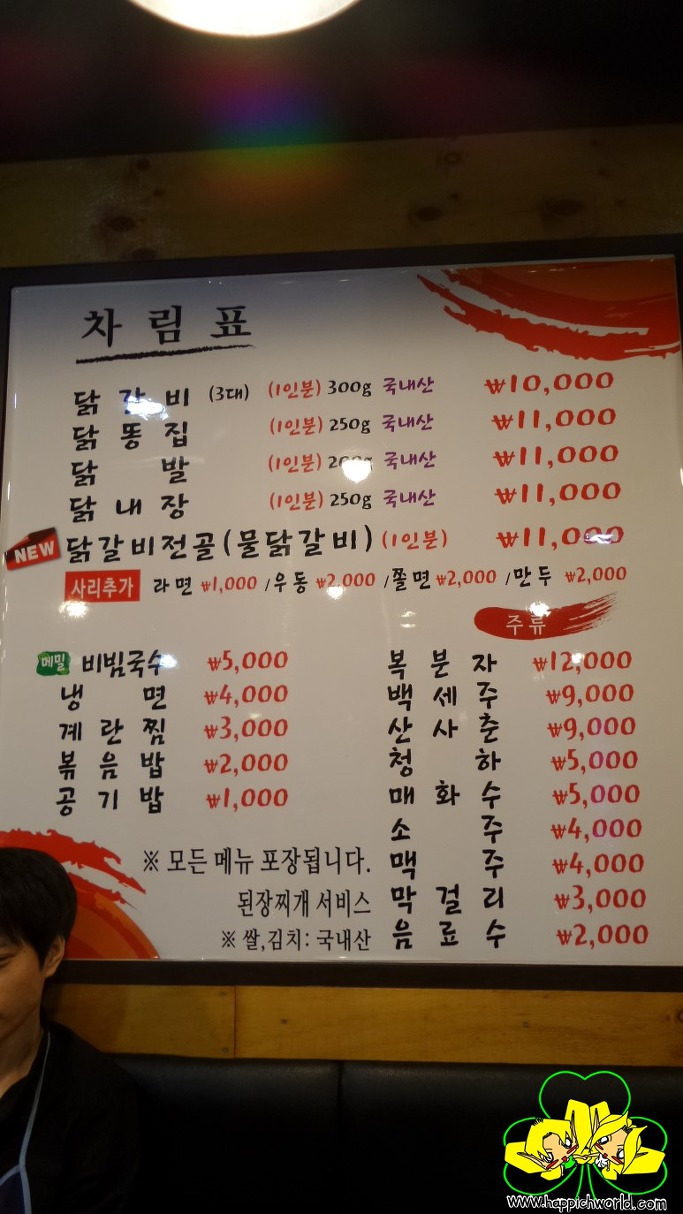 차림표
닭갈비 (3대) (1인분) 300g 국내산 ₩10,000
닭똥집 (1인분) 250g 국내산 ₩11,000
닭발 (1인분) 국내산 ₩11,000
닭내장 (1인분) 250g 국내산 ₩11,000
NEW 닭갈비전골(물닭갈비) (1인분) ₩11,000
사리추가 라면 ₩1,000 /우동 ₩2,000 /쫄면 ₩2,000 /만두 ₩2,000
메밀 비빔국수 ₩5,000
냉면 ₩4,000
계란찜 ₩3,000
볶음밥 ₩2,000
공기밥 ₩1,000
※ 모든 메뉴 포장됩니다.
된장찌개 서비스
※ 쌀,김치: 국내산
주류
복분자 ₩12,000
백세주 ₩9,000
산사춘 ₩9,000
청하 ₩5,000
매화수 ₩5,000
소주 ₩4,000
맥주 ₩4,000
막걸리 ₩3,000
음료수 ₩2,000
www.happichworld.com